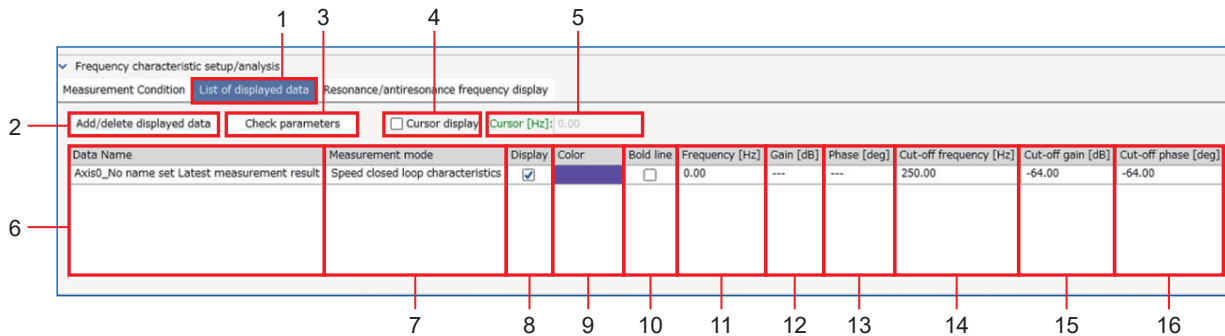 1
3
4
5
Frequency characteristic setup/analysis
Measurement Condition List of displayed data Resonance/antiresonance frequency display
2 Add/delete displayed data Check parameters Cursor display Cursor [Hz]: 0.00
Data Name Measurement mode Display Color Bold line Frequency [Hz] Gain [dB] Phase [deg] Cut-off frequency [Hz] Cut-off gain [dB] Cut-off phase [deg]
Axis0_No name set Latest measurement result Speed closed loop characteristics 0.00 --- --- 250.00 -64.00 -64.00
6
7 8 9 10 11 12 13 14 15 16